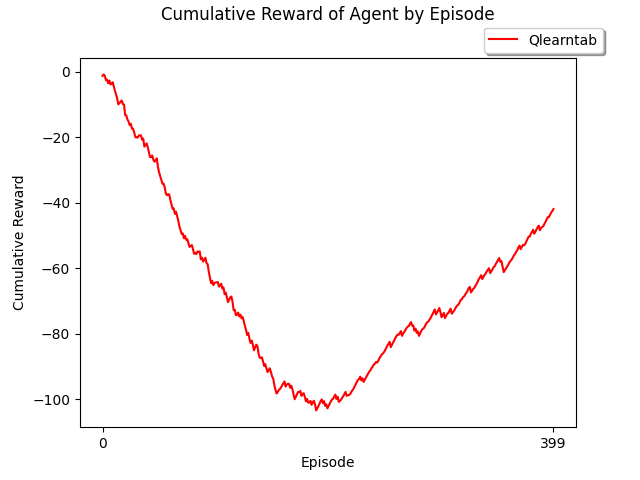 Cumulative Reward of Agent by Episode
Qlearntab
0
−20
−40
−60
−80
−100
Cumulative Reward
0
399
Episode